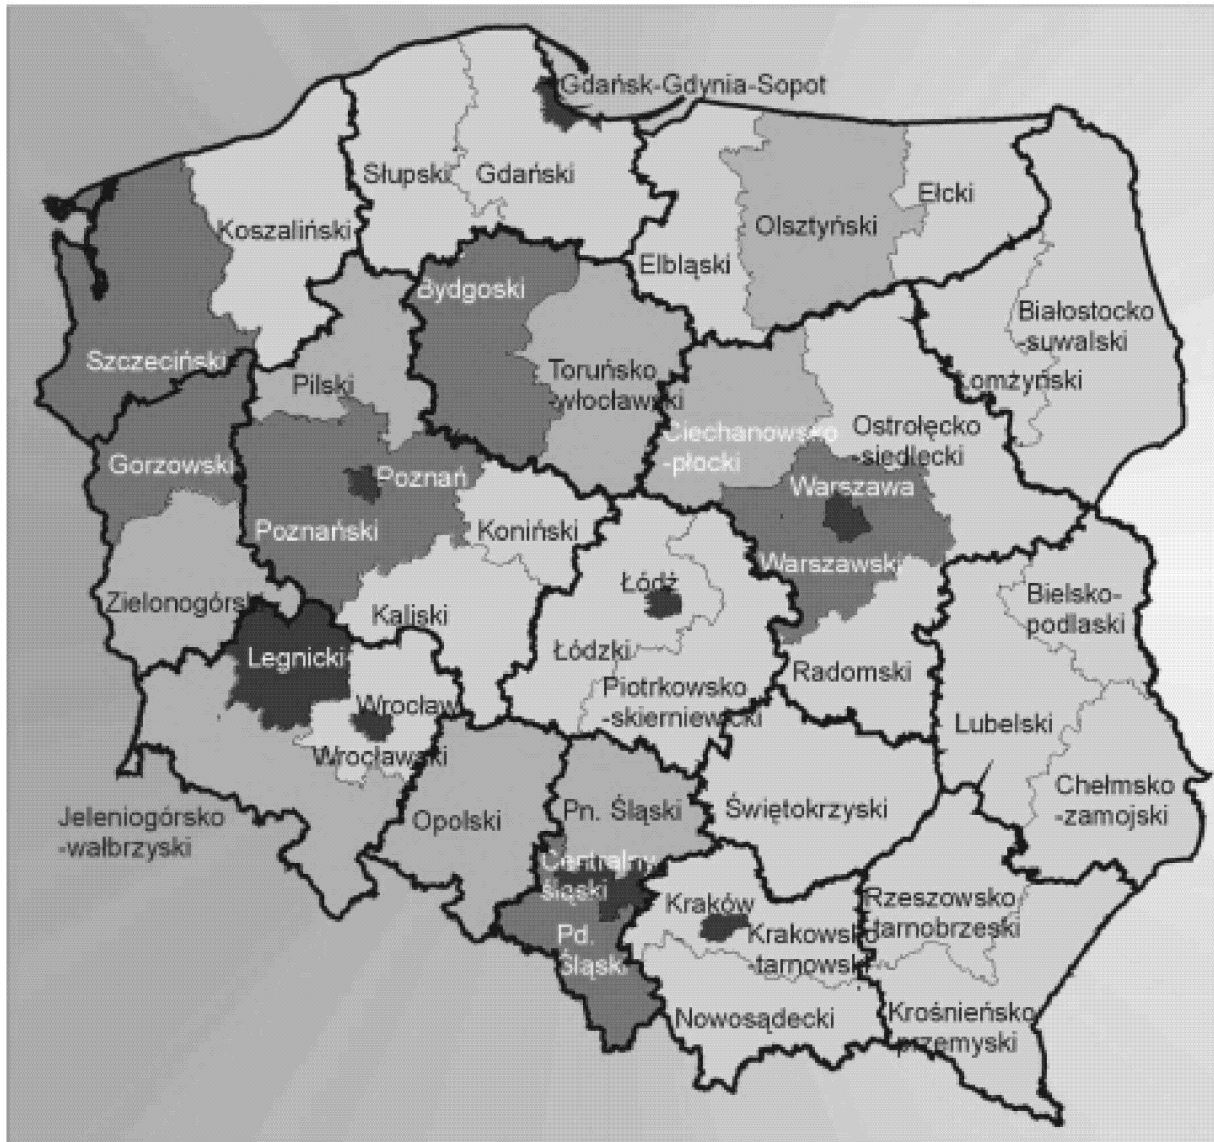 Gdańsk-Gdynia-Sopot
Słupski
Gdański
Ełcki
Koszaliński
Olsztyński
Elbląski
Bydgoski
Białostocko
-suwalski
Szczeciński
Pilski
Toruńsko
-włocławski
Łomżyński
Ciechanowsko
-płocki
Ostrołęcko
-siedlecki
Gorzowski
Poznań
Warszawa
Poznański
Koniński
Warszawski
Łódź
Bielsko-
podlaski
Zielonogórski
Kaliski
Łódzki
Legnicki
Radomski
Piotrkowsko
-skierniewicki
Wrocław
Lubelski
Wrocławski
Chełmsko
-zamojski
Jeleniogórsko
-wałbrzyski
Opolski
Pn. Śląski
Świętokrzyski
Centralny
śląski
Kraków
Rzeszowsko
-tarnobrzeski
Pd.
Śląski
Krakowsko
-tarnowski
Nowosądecki
Krośnieńsko
-przemyski